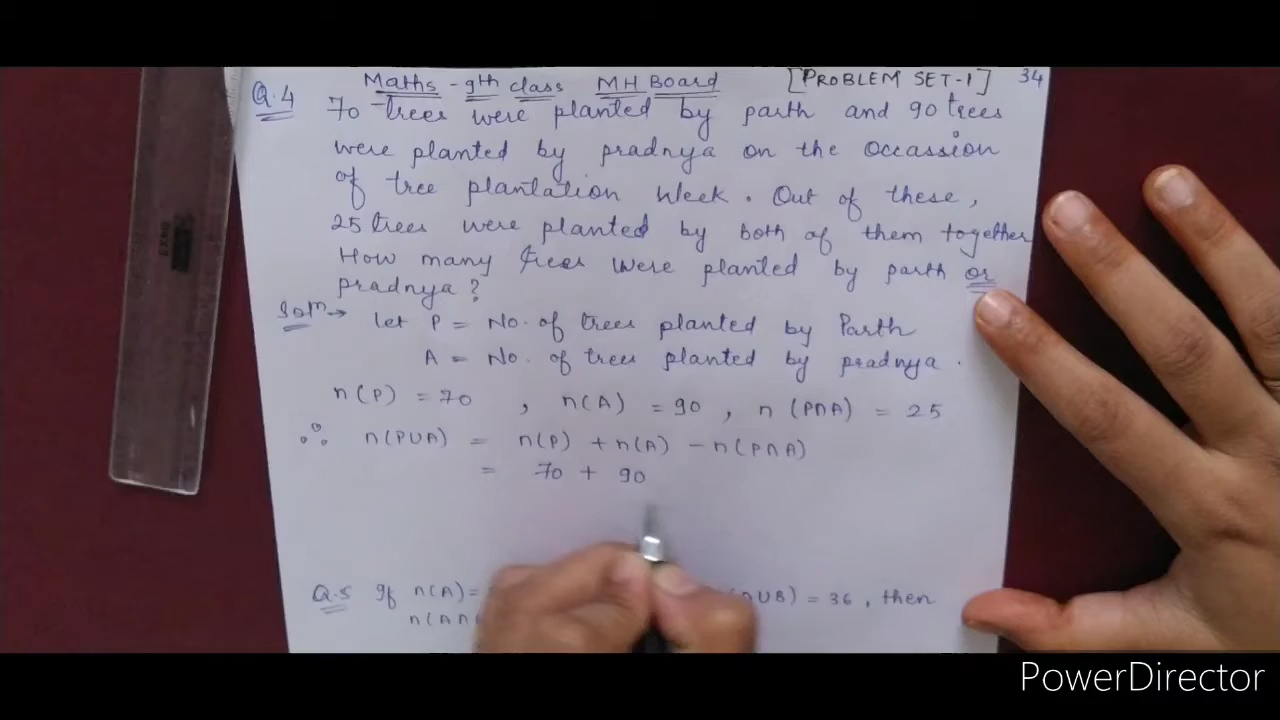 Maths - 9th class MH Board [PROBLEM SET-1] 34
Q.4 70 trees were planted by parth and 90 trees
were planted by pradnya on the occassion
of tree plantation week. Out of these,
25 trees were planted by both of them together
How many trees were planted by parth or
pradnya?
Soln → let P = No. of trees planted by Parth
A = No. of trees planted by pradnya.
n(P) = 70 , n(A) = 90 , n(P∩A) = 25
∴ n(P∪A) = n(P) + n(A) - n(P∩A)
= 70 + 90
Q.5 If n(A) = ∪B) = 36, then
n(A∩
PowerDirector